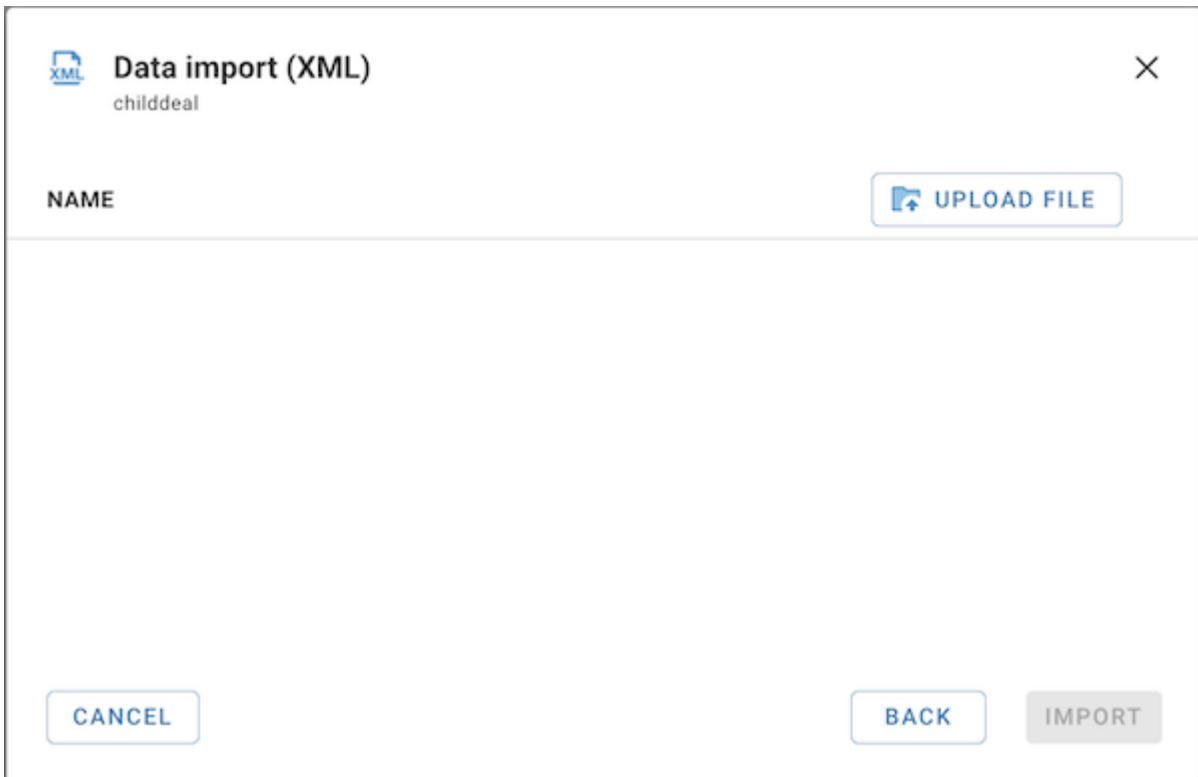 XML
Data import (XML)
childdeal
NAME
UPLOAD FILE
CANCEL
BACK
IMPORT